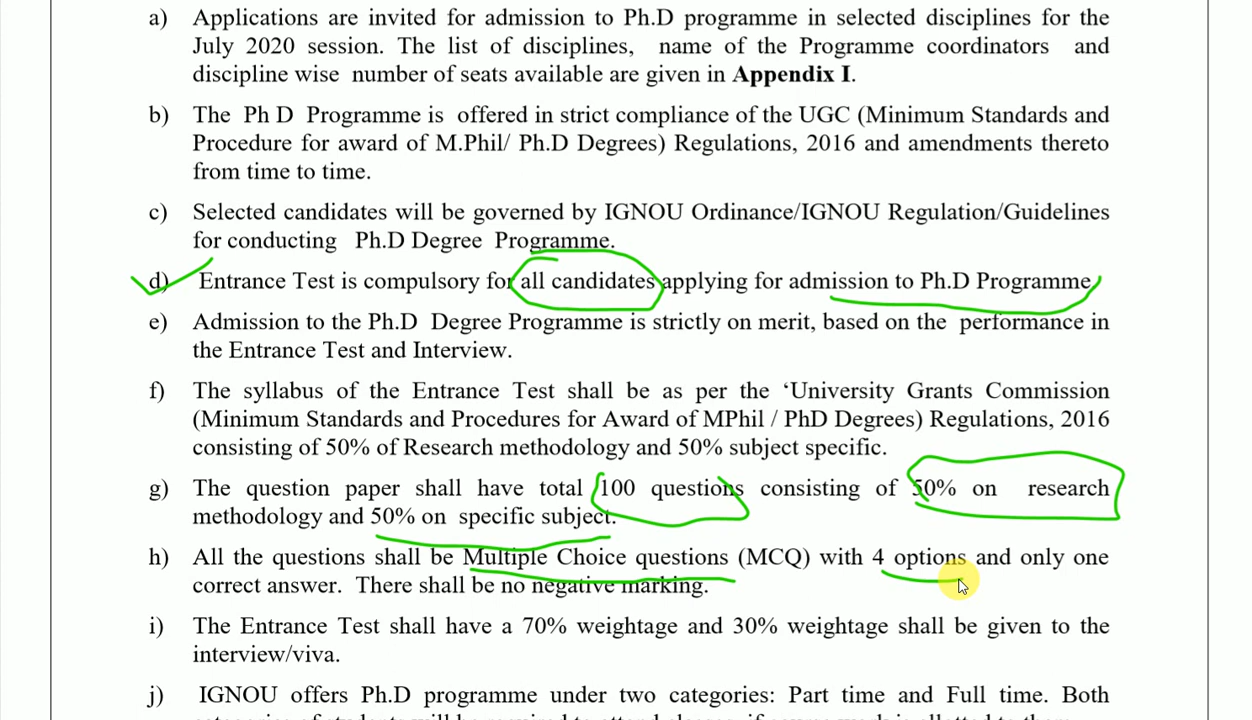 a) Applications are invited for admission to Ph.D programme in selected disciplines for the
July 2020 session. The list of disciplines, name of the Programme coordinators and
discipline wise number of seats available are given in Appendix I.
b) The Ph D Programme is offered in strict compliance of the UGC (Minimum Standards and
Procedure for award of M.Phil/ Ph.D Degrees) Regulations, 2016 and amendments thereto
from time to time.
c) Selected candidates will be governed by IGNOU Ordinance/IGNOU Regulation/Guidelines
for conducting Ph.D Degree Programme.
d) Entrance Test is compulsory for all candidates applying for admission to Ph.D Programme
e) Admission to the Ph.D Degree Programme is strictly on merit, based on the performance in
the Entrance Test and Interview.
f) The syllabus of the Entrance Test shall be as per the ‘University Grants Commission
(Minimum Standards and Procedures for Award of MPhil / PhD Degrees) Regulations, 2016
consisting of 50% of Research methodology and 50% subject specific.
g) The question paper shall have total 100 questions consisting of 50% on research
methodology and 50% on specific subject.
h) All the questions shall be Multiple Choice questions (MCQ) with 4 options and only one
correct answer. There shall be no negative marking.
i) The Entrance Test shall have a 70% weightage and 30% weightage shall be given to the
interview/viva.
j) IGNOU offers Ph.D programme under two categories: Part time and Full time. Both